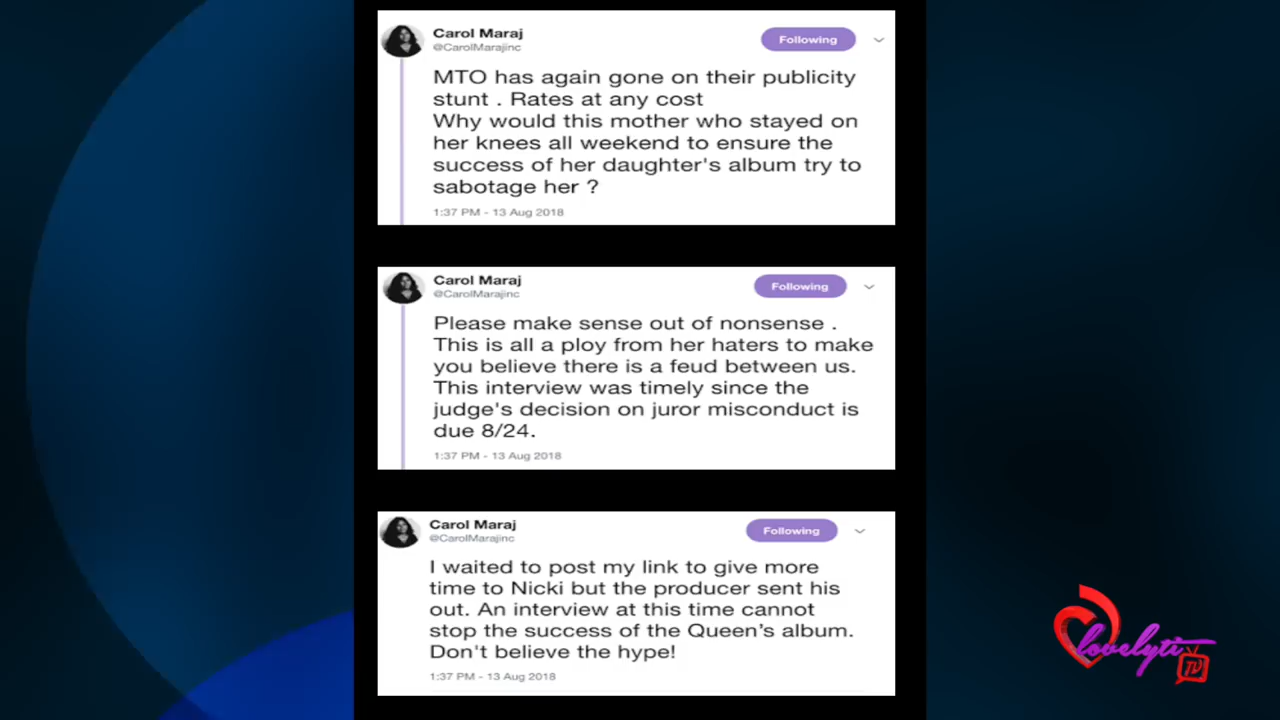 Carol Maraj
@CarolMarajinc
Following
MTO has again gone on their publicity
stunt . Rates at any cost
Why would this mother who stayed on
her knees all weekend to ensure the
success of her daughter's album try to
sabotage her ?
1:37 PM - 13 Aug 2018
Carol Maraj
@CarolMarajinc
Following
Please make sense out of nonsense .
This is all a ploy from her haters to make
you believe there is a feud between us.
This interview was timely since the
judge's decision on juror misconduct is
due 8/24.
1:37 PM - 13 Aug 2018
Carol Maraj
@CarolMarajinc
Following
I waited to post my link to give more
time to Nicki but the producer sent his
out. An interview at this time cannot
stop the success of the Queen’s album.
Don't believe the hype!
1:37 PM - 13 Aug 2018
lovelyti
TV